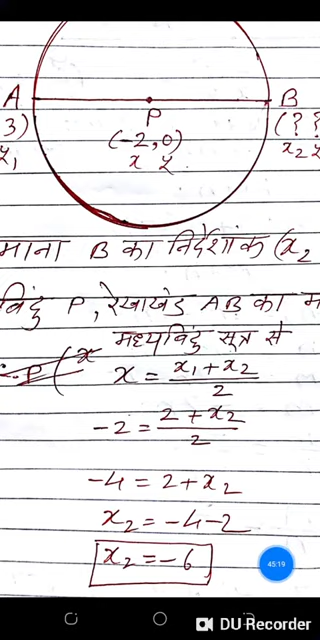 A B
P
3) (-2,0) (??
y₁ x y x₂ y
माना B का निर्देशांक (x₂
बिंदु P, रेखाखंड AB का म
मध्यबिंदु सूत्र से
P (x x = x₁+x₂/2
-2 = 2+x₂/2
-4 = 2+x₂
x₂ = -4-2
x₂ = -6
45:19
DU Recorder